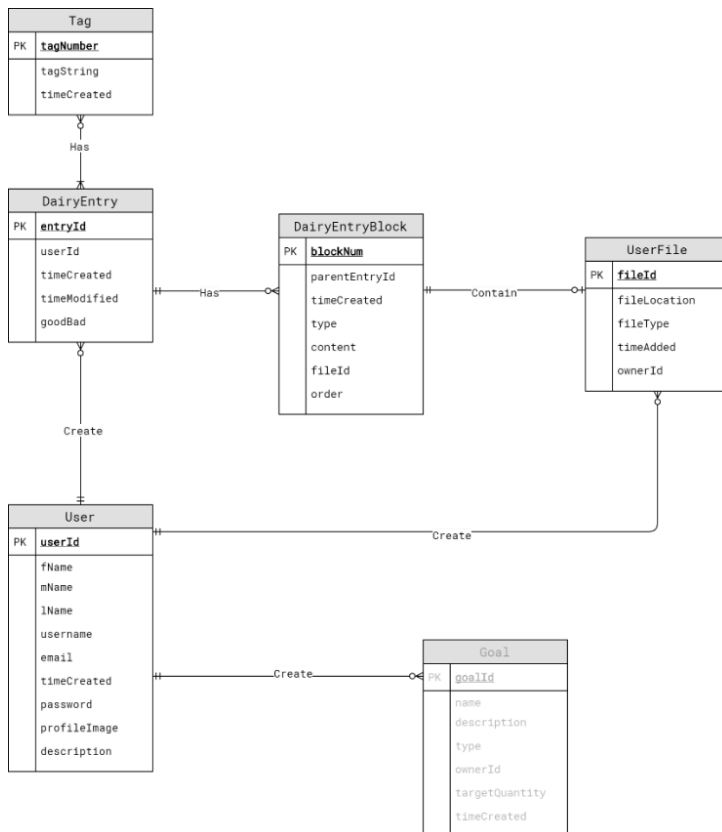 Tag
PK tagNumber
tagString
timeCreated
Has
DairyEntry
PK entryId
userId
timeCreated
timeModified
goodBad
Has
DairyEntryBlock
PK blockNum
parentEntryId
timeCreated
type
content
fileId
order
Contain
UserFile
PK fileId
fileLocation
fileType
timeAdded
ownerId
Create
User
PK userId
fName
mName
lName
username
email
timeCreated
password
profileImage
description
Create
Create
Goal
PK goalId
name
description
type
ownerId
targetQuantity
timeCreated